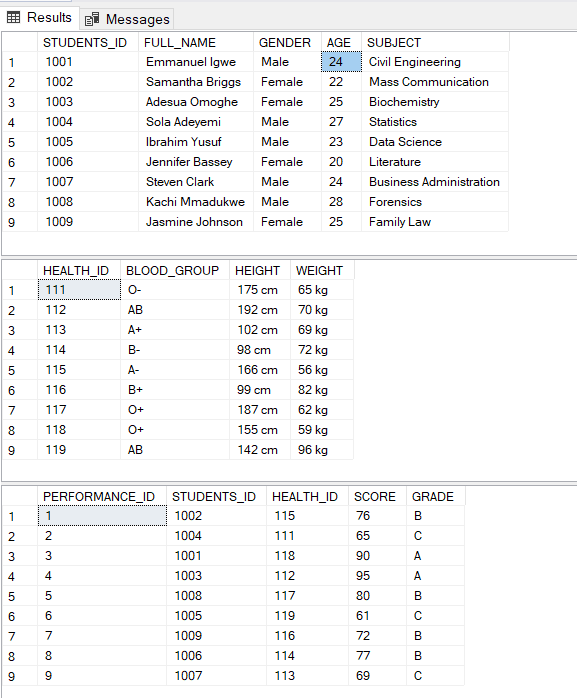 Results Messages
STUDENTS_ID FULL_NAME GENDER AGE SUBJECT
1 1001 Emmanuel Igwe Male 24 Civil Engineering
2 1002 Samantha Briggs Female 22 Mass Communication
3 1003 Adesua Omoghe Female 25 Biochemistry
4 1004 Sola Adeyemi Male 27 Statistics
5 1005 Ibrahim Yusuf Male 23 Data Science
6 1006 Jennifer Bassey Female 20 Literature
7 1007 Steven Clark Male 24 Business Administration
8 1008 Kachi Mmadukwe Male 28 Forensics
9 1009 Jasmine Johnson Female 25 Family Law
HEALTH_ID BLOOD_GROUP HEIGHT WEIGHT
1 111 O- 175 cm 65 kg
2 112 AB 192 cm 70 kg
3 113 A+ 102 cm 69 kg
4 114 B- 98 cm 72 kg
5 115 A- 166 cm 56 kg
6 116 B+ 99 cm 82 kg
7 117 O+ 187 cm 62 kg
8 118 O+ 155 cm 59 kg
9 119 AB 142 cm 96 kg
PERFORMANCE_ID STUDENTS_ID HEALTH_ID SCORE GRADE
1 1 1002 115 76 B
2 2 1004 111 65 C
3 3 1001 118 90 A
4 4 1003 112 95 A
5 5 1008 117 80 B
6 6 1005 119 61 C
7 7 1009 116 72 B
8 8 1006 114 77 B
9 9 1007 113 69 C